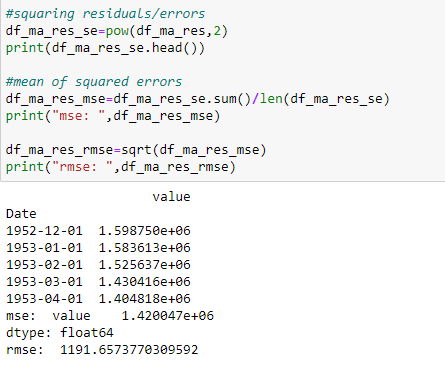 #squaring residuals/errors
df_ma_res_se=pow(df_ma_res,2)
print(df_ma_res_se.head())
#mean of squared errors
df_ma_res_mse=df_ma_res_se.sum()/len(df_ma_res_se)
print("mse: ",df_ma_res_mse)
df_ma_res_rmse=sqrt(df_ma_res_mse)
print("rmse: ",df_ma_res_rmse)
value
Date
1952-12-01  1.598750e+06
1953-01-01  1.583613e+06
1953-02-01  1.525637e+06
1953-03-01  1.430416e+06
1953-04-01  1.404818e+06
mse:  value    1.420047e+06
dtype: float64
rmse:  1191.6573770309592